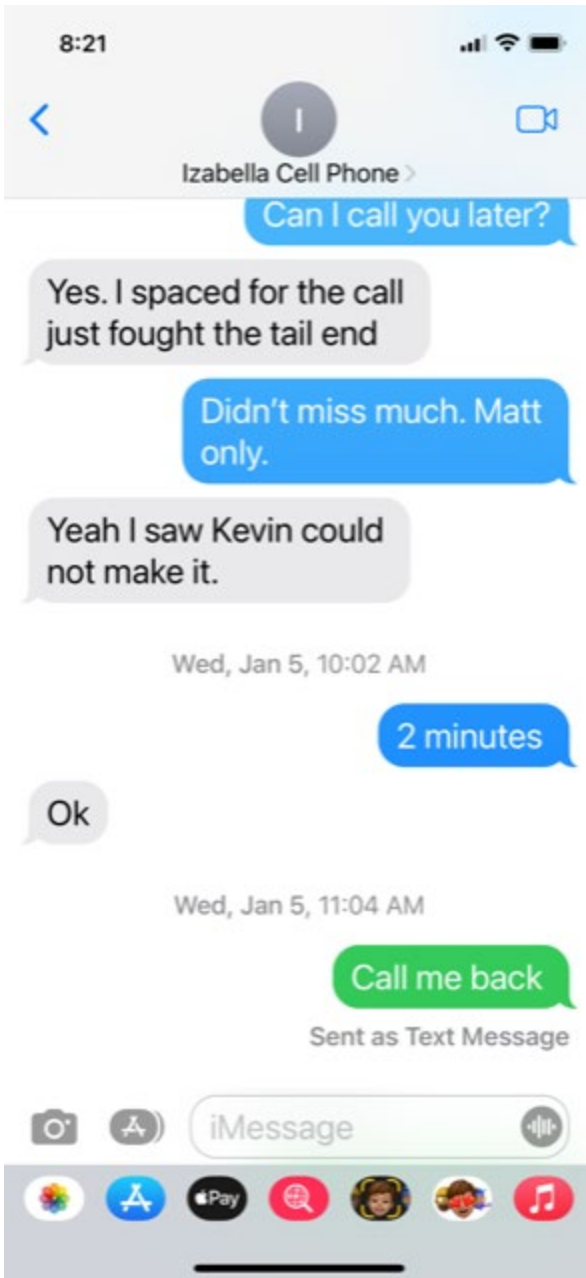 8:21
I
Izabella Cell Phone
Can I call you later?
Yes. I spaced for the call
just fought the tail end
Didn't miss much. Matt
only.
Yeah I saw Kevin could
not make it.
Wed, Jan 5, 10:02 AM
2 minutes
Ok
Wed, Jan 5, 11:04 AM
Call me back
Sent as Text Message
iMessage
Pay